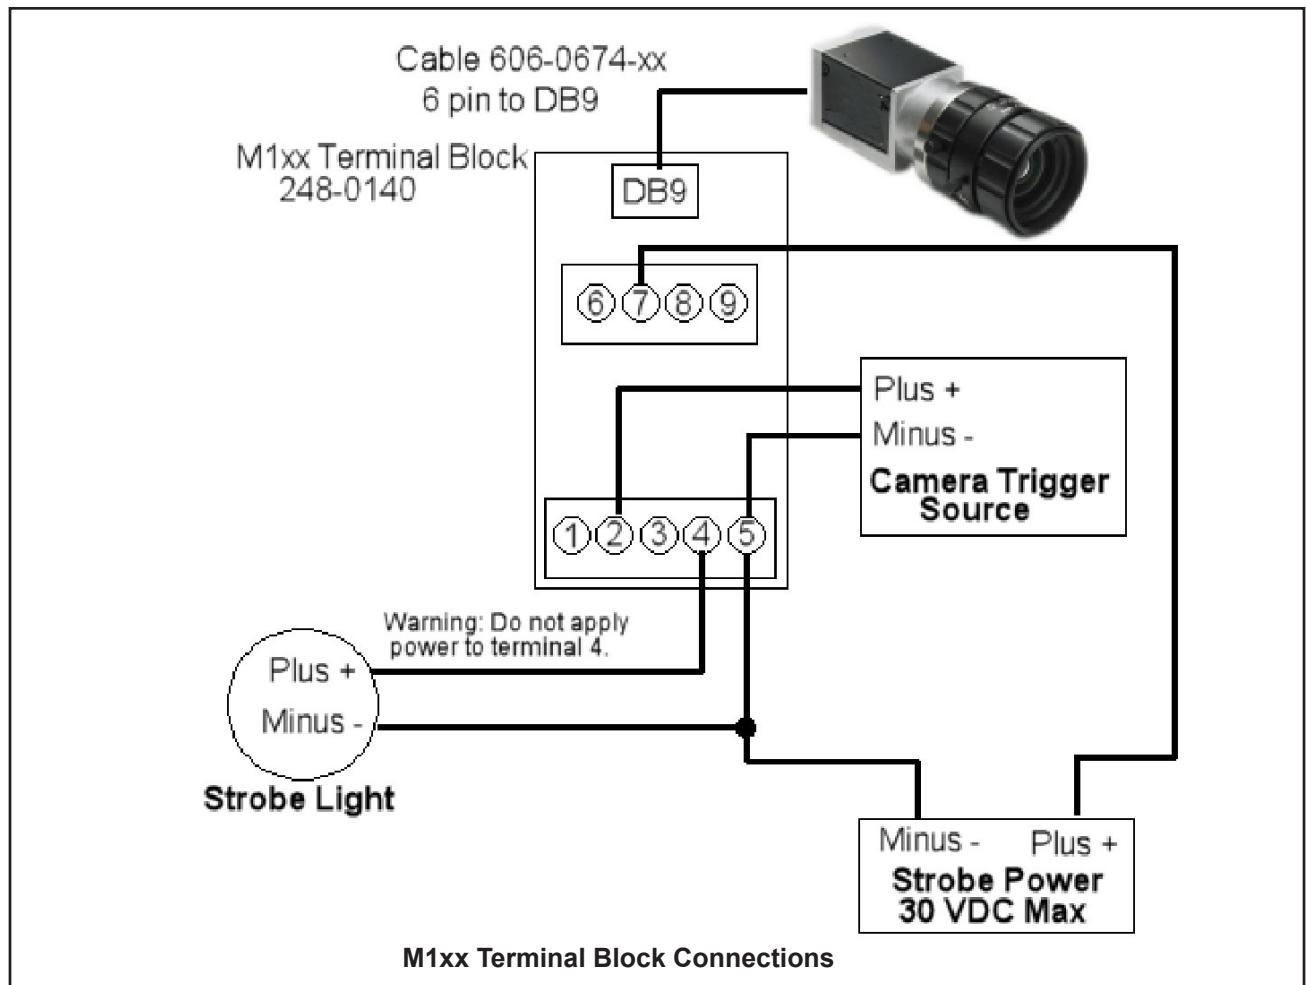 Cable 606-0674-xx
6 pin to DB9
M1xx Terminal Block
248-0140
DB9
6 7 8 9
Plus +
Minus -
Camera Trigger
Source
1 2 3 4 5
Warning: Do not apply
power to terminal 4.
Plus +
Minus -
Strobe Light
Minus - Plus +
Strobe Power
30 VDC Max
M1xx Terminal Block Connections